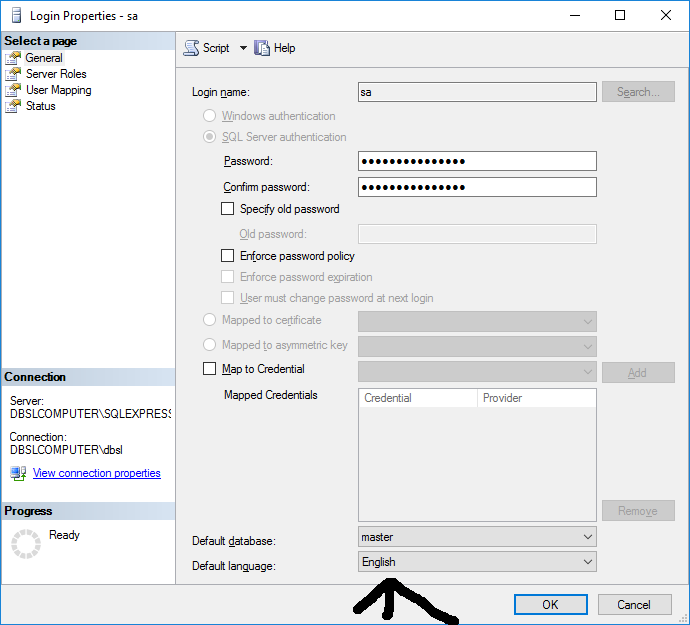 Login Properties - sa
Select a page
General
Server Roles
User Mapping
Status
Connection
Server:
DBSLCOMPUTER\SQLEXPRESS
Connection:
DBSLCOMPUTER\dbsl
View connection properties
Progress
Ready
Script Help
Login name: sa Search...
Windows authentication
SQL Server authentication
Password: ●●●●●●●●●●●●●●●
Confirm password: ●●●●●●●●●●●●●●●
Specify old password
Old password:
Enforce password policy
Enforce password expiration
User must change password at next login
Mapped to certificate
Mapped to asymmetric key
Map to Credential Add
Mapped Credentials Credential Provider
Remove
Default database: master
Default language: English
OK Cancel